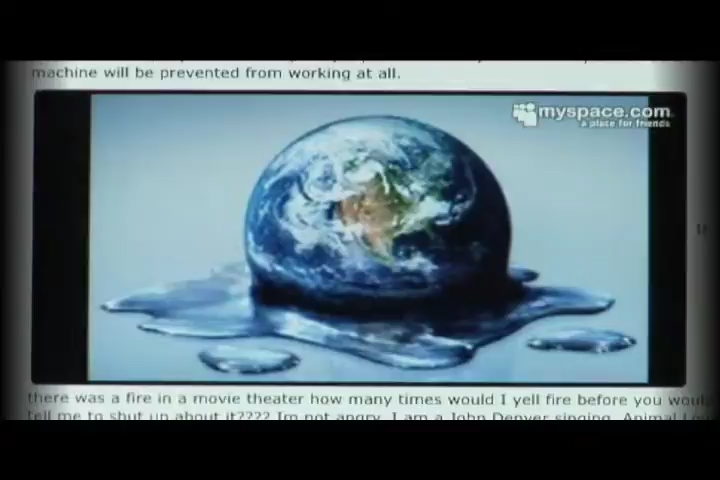 machine will be prevented from working at all.
myspace.com
a place for friends
there was a fire in a movie theater how many times would I yell fire before you would
tell me to shut up about it???? Im not angry, I am a John Denver singing, Animal